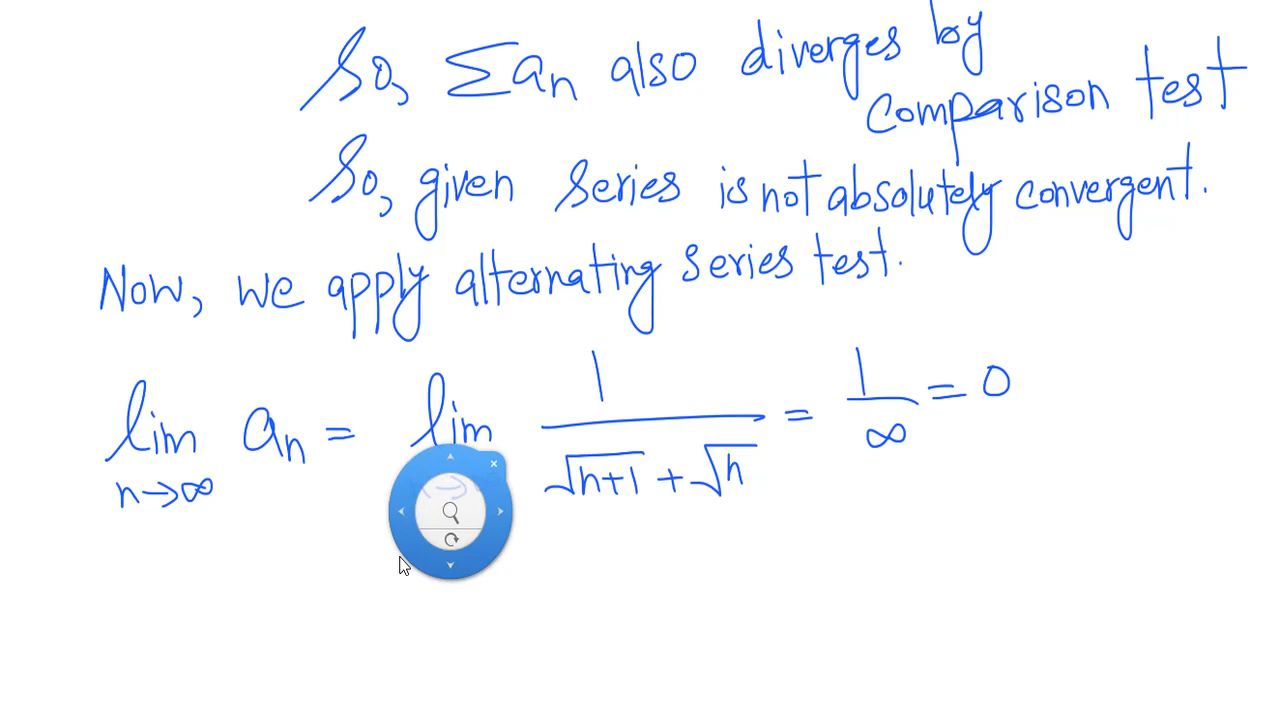 So, Σan also diverges by
comparison test
So, given series is not absolutely convergent.
Now, we apply alternating series test.
lim n→∞ an = lim 1/(√n+1 + √n) = 1/∞ = 0